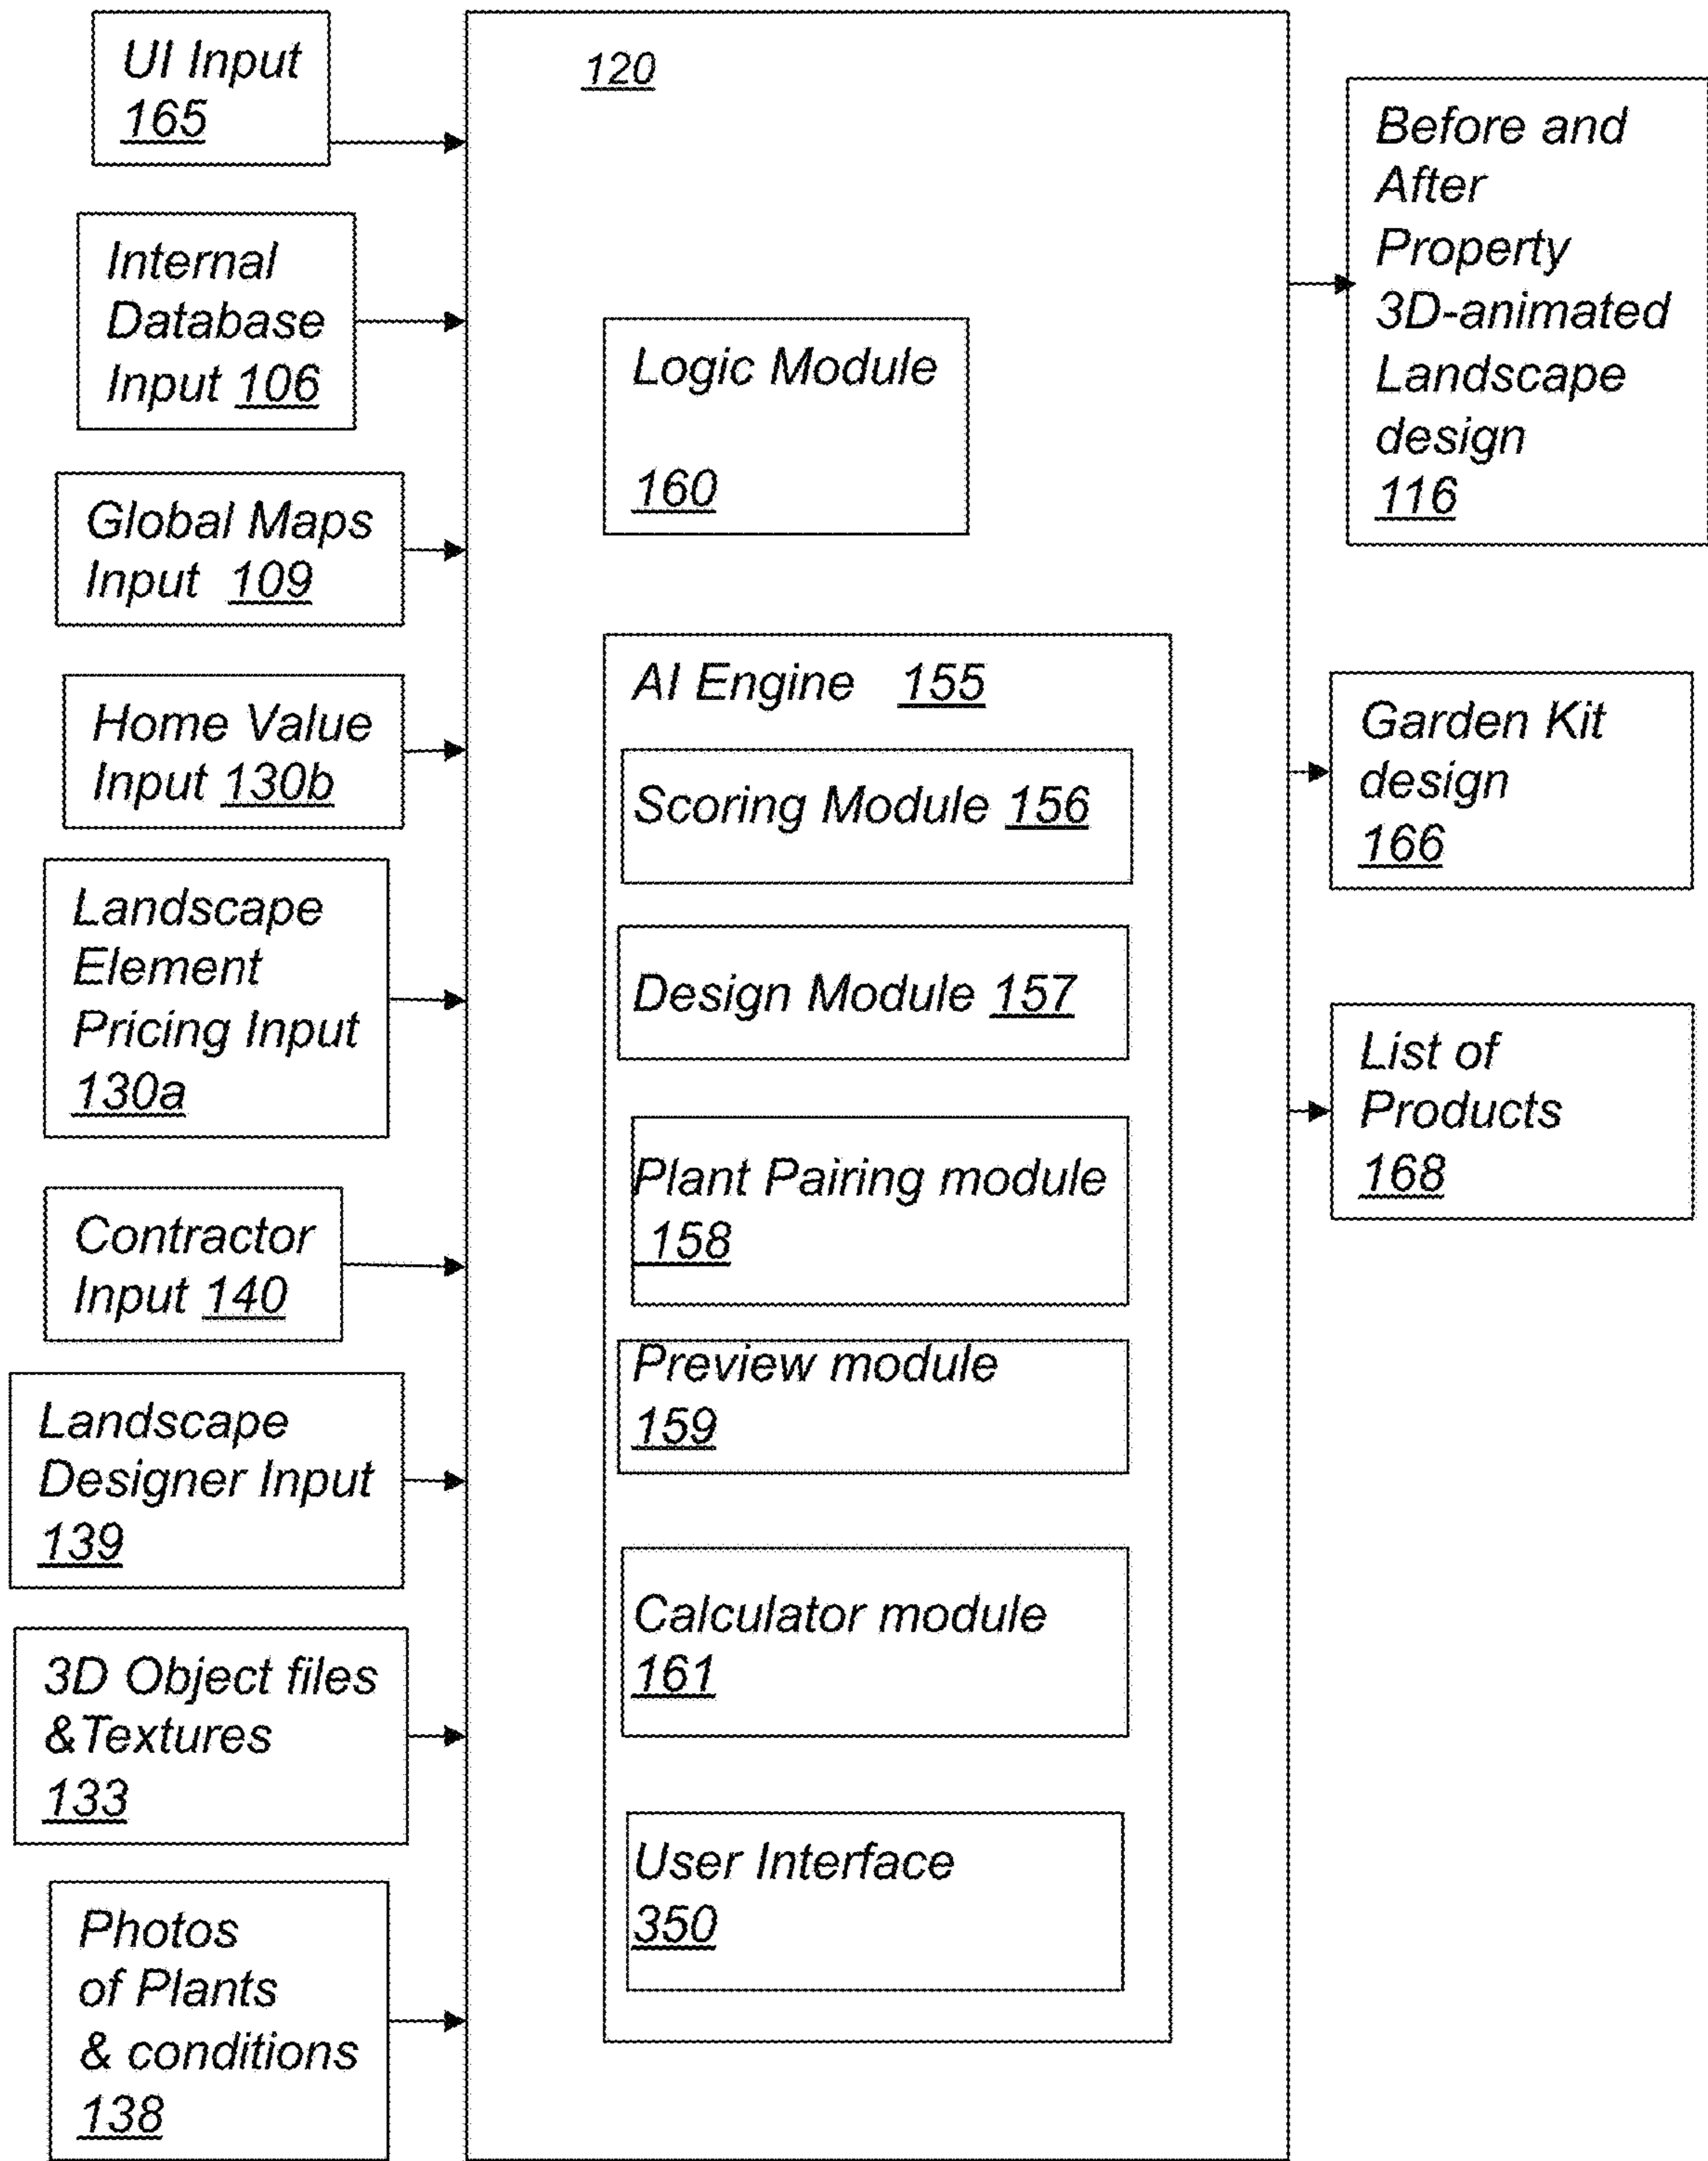 UI Input
165
Internal
Database
Input 106
Global Maps
Input 109
Home Value
Input 130b
Landscape
Element
Pricing Input
130a
Contractor
Input 140
Landscape
Designer Input
139
3D Object files
&Textures
133
Photos
of Plants
& conditions
138
120
Logic Module
160
AI Engine 155
Scoring Module 156
Design Module 157
Plant Pairing module
158
Preview module
159
Calculator module
161
User Interface
350
Before and
After
Property
3D-animated
Landscape
design
116
Garden Kit
design
166
List of
Products
168